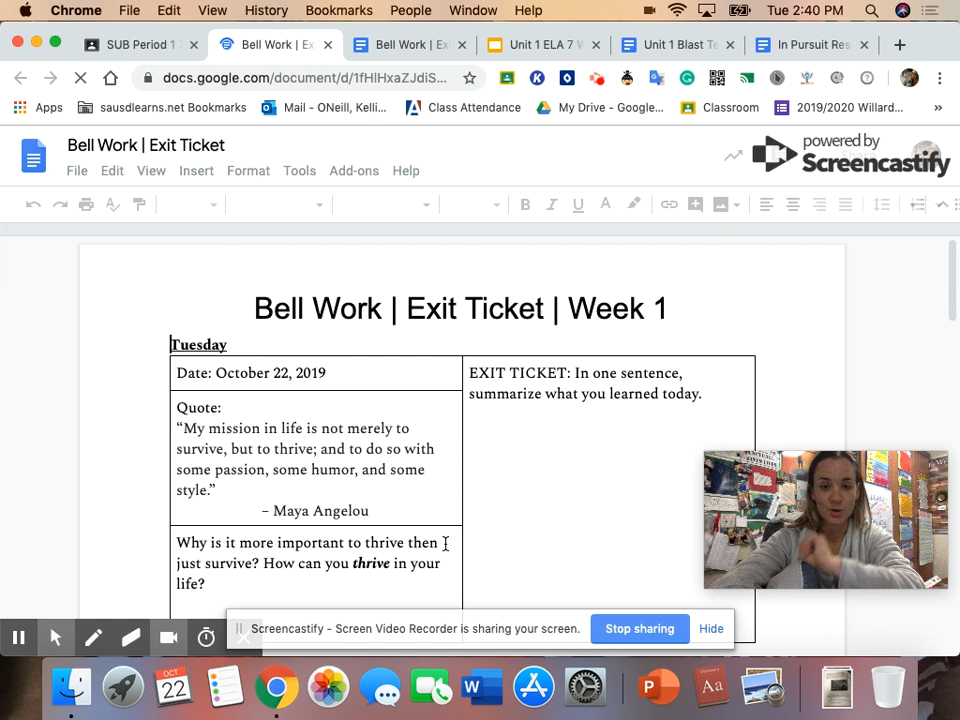 Chrome File Edit View History Bookmarks People Window Help Tue 2:40 PM
SUB Period 1 Bell Work | Ex Bell Work | Ex Unit 1 ELA 7 W Unit 1 Blast Te In Pursuit Res
docs.google.com/document/d/1fHlHxaZJdiS...
Apps sausdlearns.net Bookmarks Mail - ONeill, Kelli... Class Attendance My Drive - Google... Classroom 2019/2020 Willard... »
Bell Work | Exit Ticket
File Edit View Insert Format Tools Add-ons Help
powered by
Screencastify
B I U A
Bell Work | Exit Ticket | Week 1
Tuesday
Date: October 22, 2019
Quote:
“My mission in life is not merely to
survive, but to thrive; and to do so with
some passion, some humor, and some
style.”
– Maya Angelou
Why is it more important to thrive then
just survive? How can you thrive in your
life?
EXIT TICKET: In one sentence,
summarize what you learned today.
Screencastify - Screen Video Recorder is sharing your screen. Stop sharing Hide
OCT
22
W
P
Aa